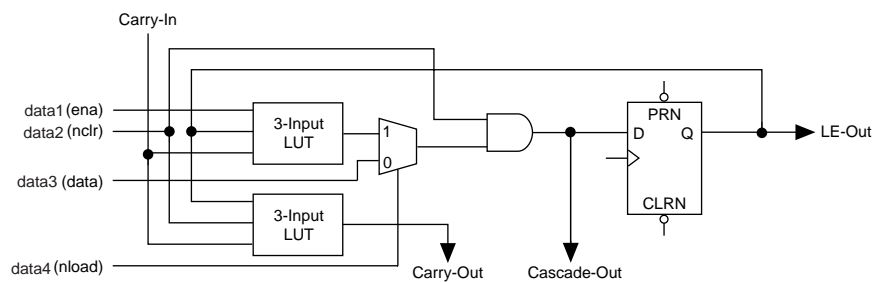 Carry-In
data1 (ena)
data2 (nclr)
3-Input
LUT
1
0
data3 (data)
3-Input
LUT
data4 (nload)
Carry-Out
Cascade-Out
PRN
D Q
CLRN
LE-Out